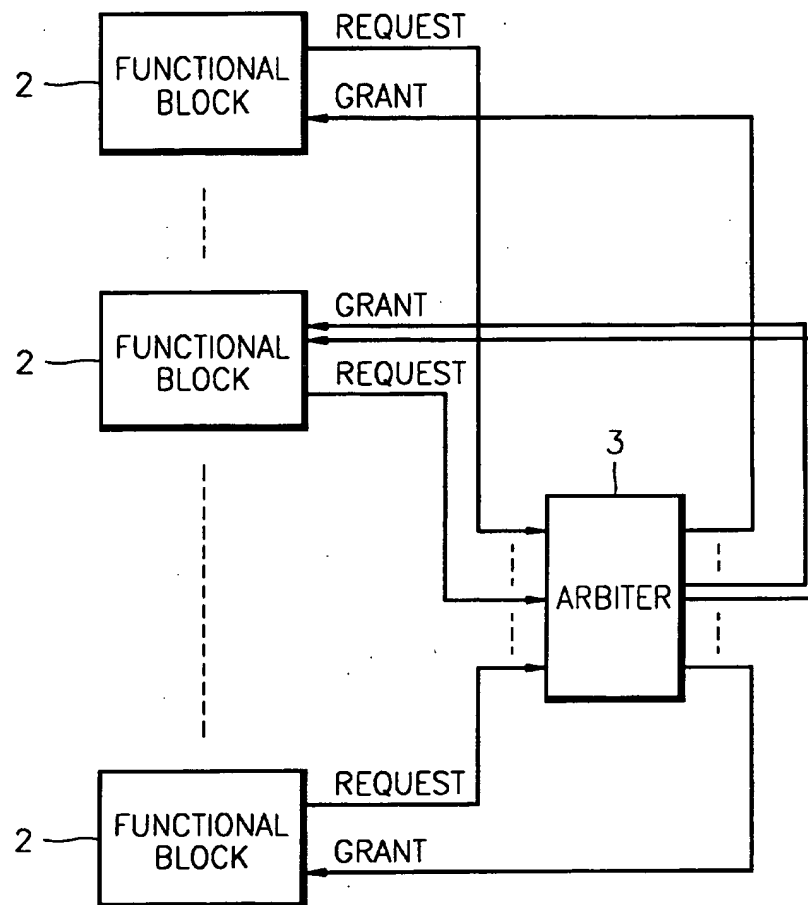 REQUEST
2
FUNCTIONAL
BLOCK
GRANT
GRANT
2
FUNCTIONAL
BLOCK
REQUEST
3
ARBITER
REQUEST
2
FUNCTIONAL
BLOCK
GRANT